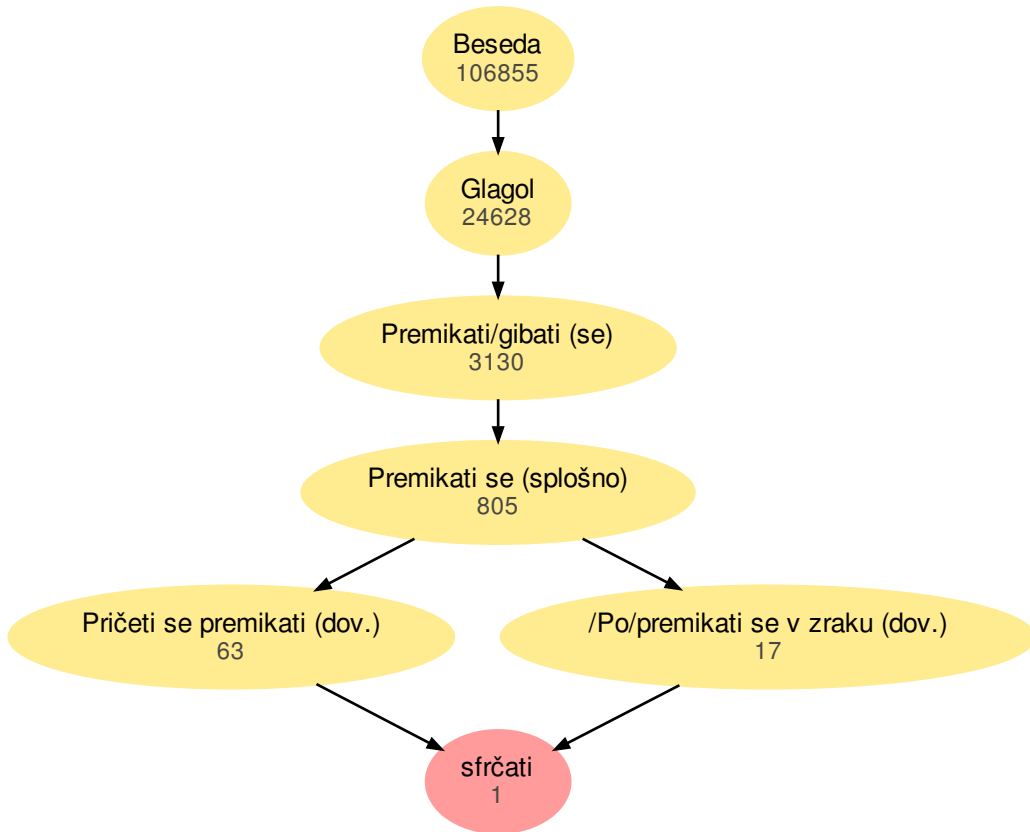 Beseda
106855
Glagol
24628
Premikati/gibati (se)
3130
Premikati se (splošno)
805
Pričeti se premikati (dov.)
63
/Po/premikati se v zraku (dov.)
17
sfrčati
1